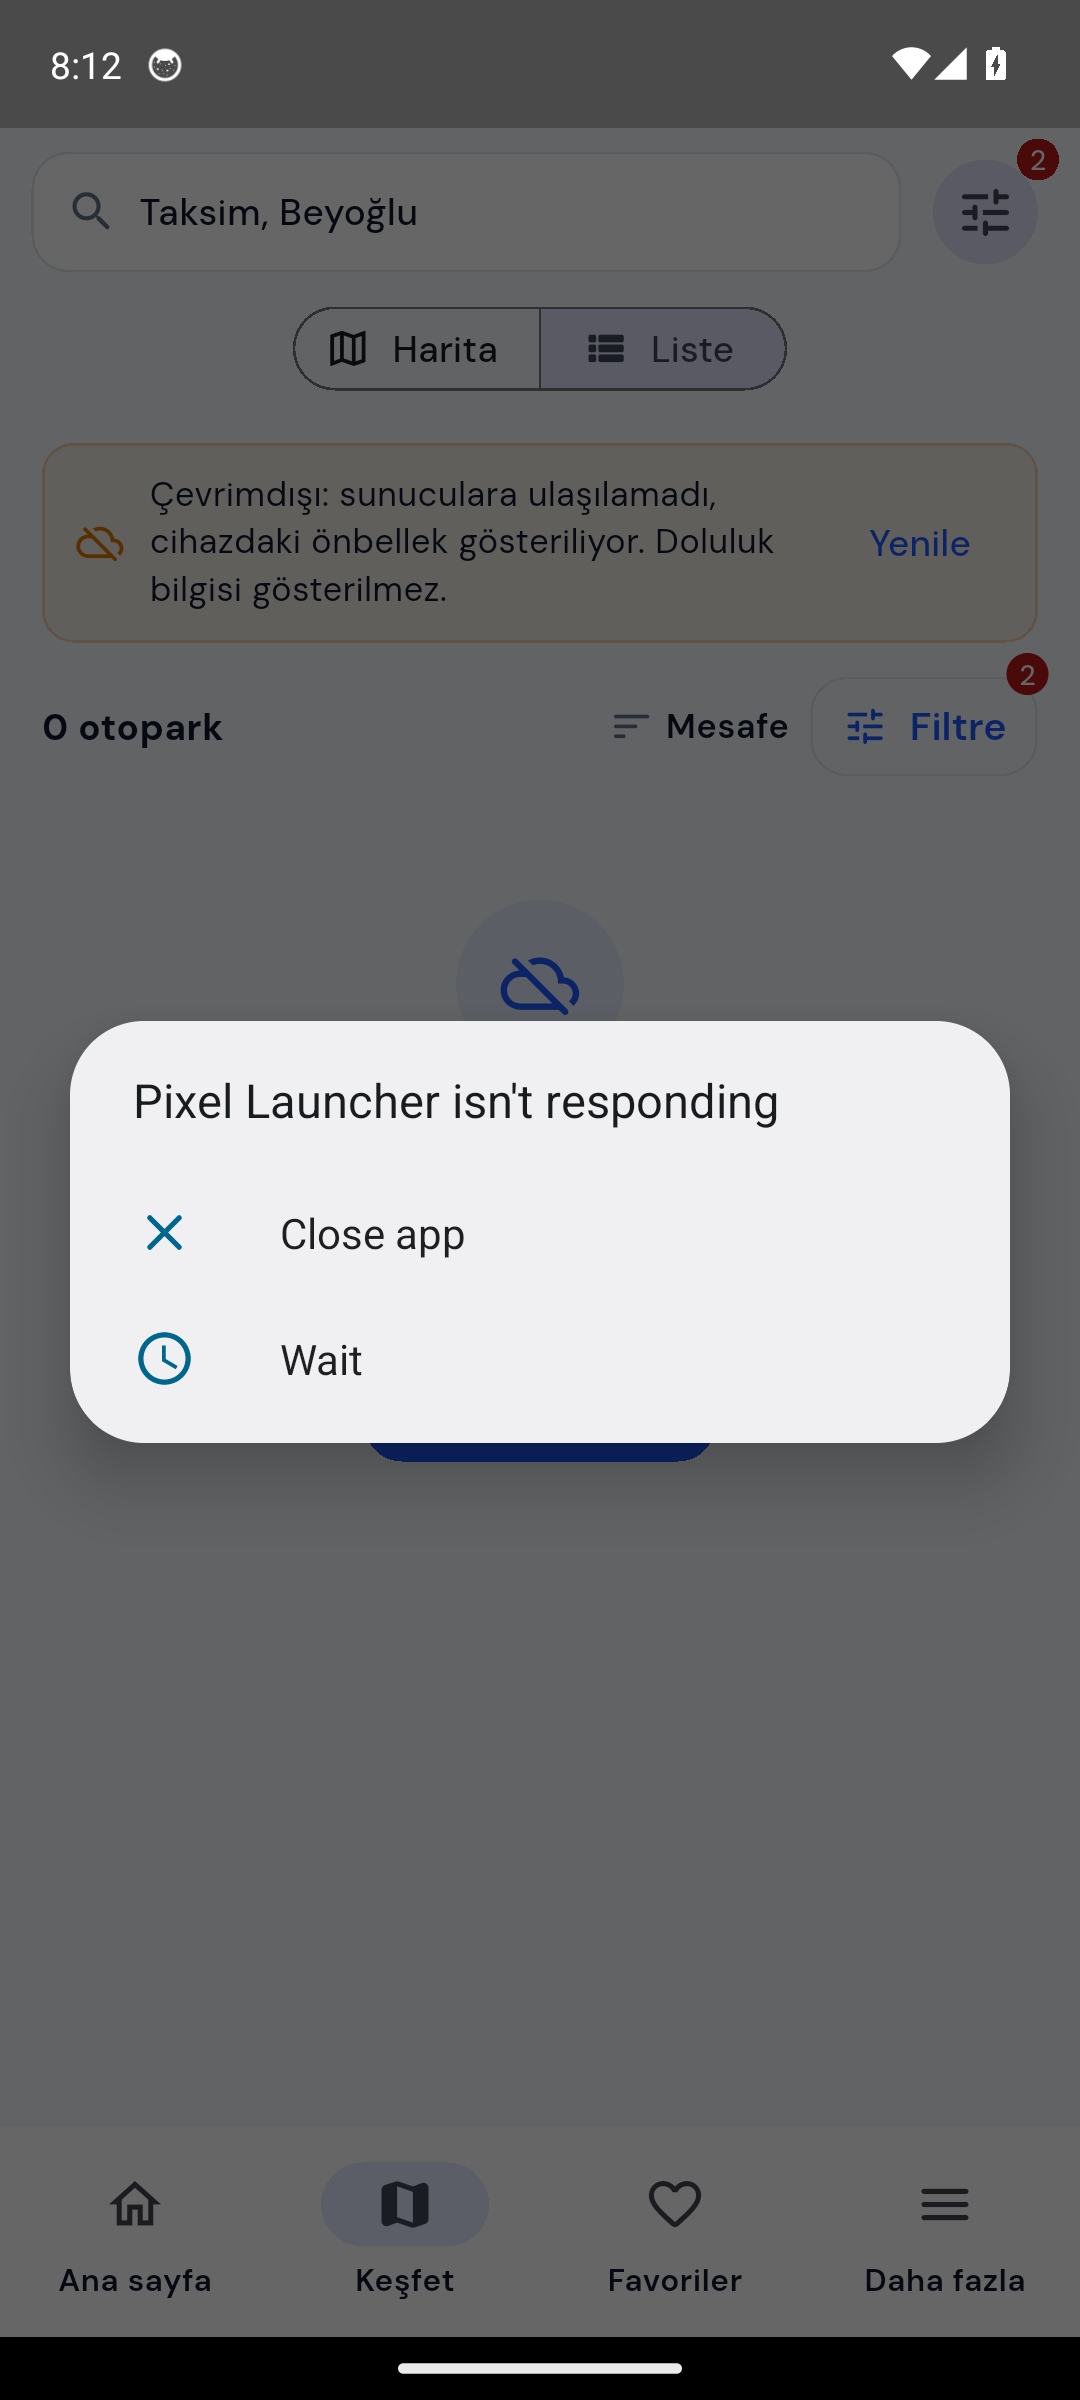 8:12
2
Taksim, Beyoğlu
Harita
Liste
Çevrimdışı: sunuculara ulaşılamadı,
cihazdaki önbellek gösteriliyor. Doluluk
bilgisi gösterilmez.
Yenile
2
0 otopark
Mesafe
Filtre
Pixel Launcher isn't responding
Close app
Wait
Ana sayfa
Keşfet
Favoriler
Daha fazla